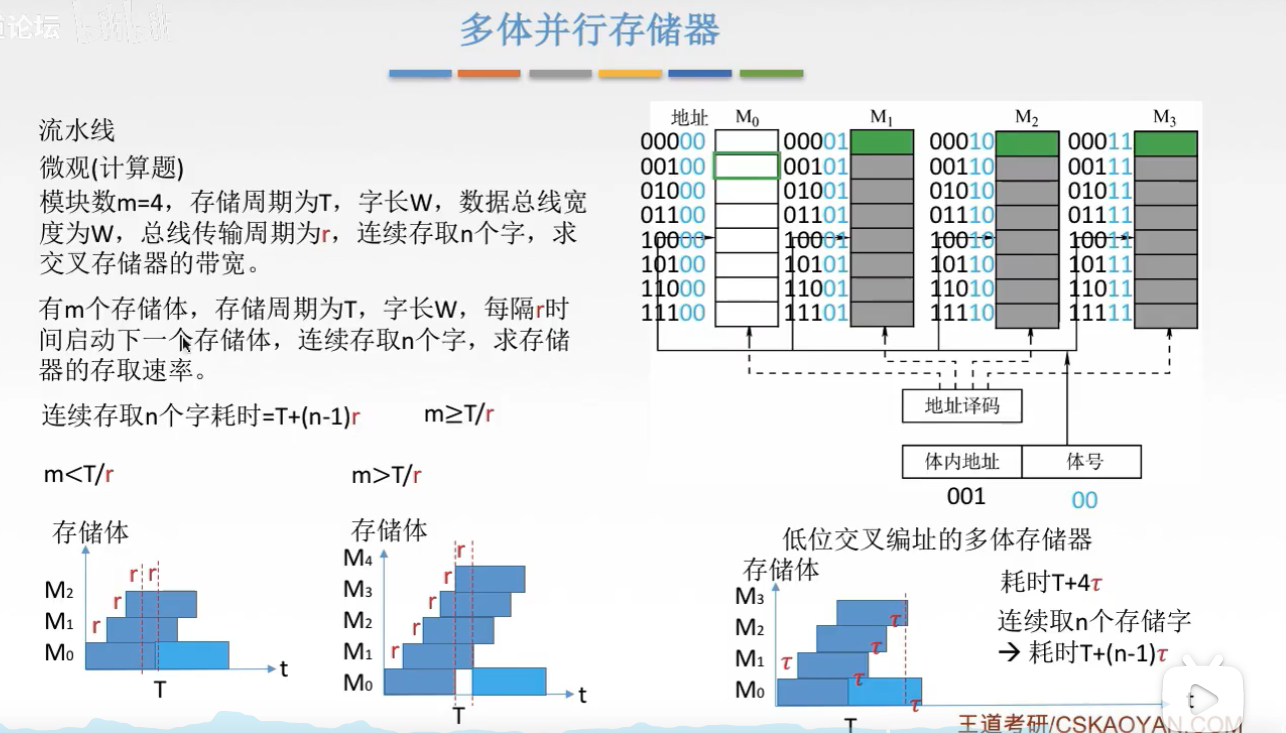 论坛
多体并行存储器
流水线
微观(计算题)
模块数m=4，存储周期为T，字长W，数据总线宽
度为W，总线传输周期为r，连续存取n个字，求
交叉存储器的带宽。
有m个存储体，存储周期为T，字长W，每隔r时
间启动下一个存储体，连续存取n个字，求存储
器的存取速率。
连续存取n个字耗时=T+(n-1)r
m≥T/r
m<T/r
m>T/r
存储体
M2
M1
M0
r
r
r
r
T
t
存储体
M4
M3
M2
M1
M0
r
r
r
r
r
T
t
地址 M0 M1 M2 M3
00000 00001 00010 00011
00100 00101 00110 00111
01000 01001 01010 01011
01100 01101 01110 01111
10000 10001 10010 10011
10100 10101 10110 10111
11000 11001 11010 11011
11100 11101 11110 11111
地址译码
体内地址 体号
001 00
低位交叉编址的多体存储器
存储体
M3
M2
M1
M0
τ
τ
τ
τ
τ
T
t
耗时T+4τ
连续取n个存储字
→ 耗时T+(n-1)τ
王道考研/CSKAOYAN.COM